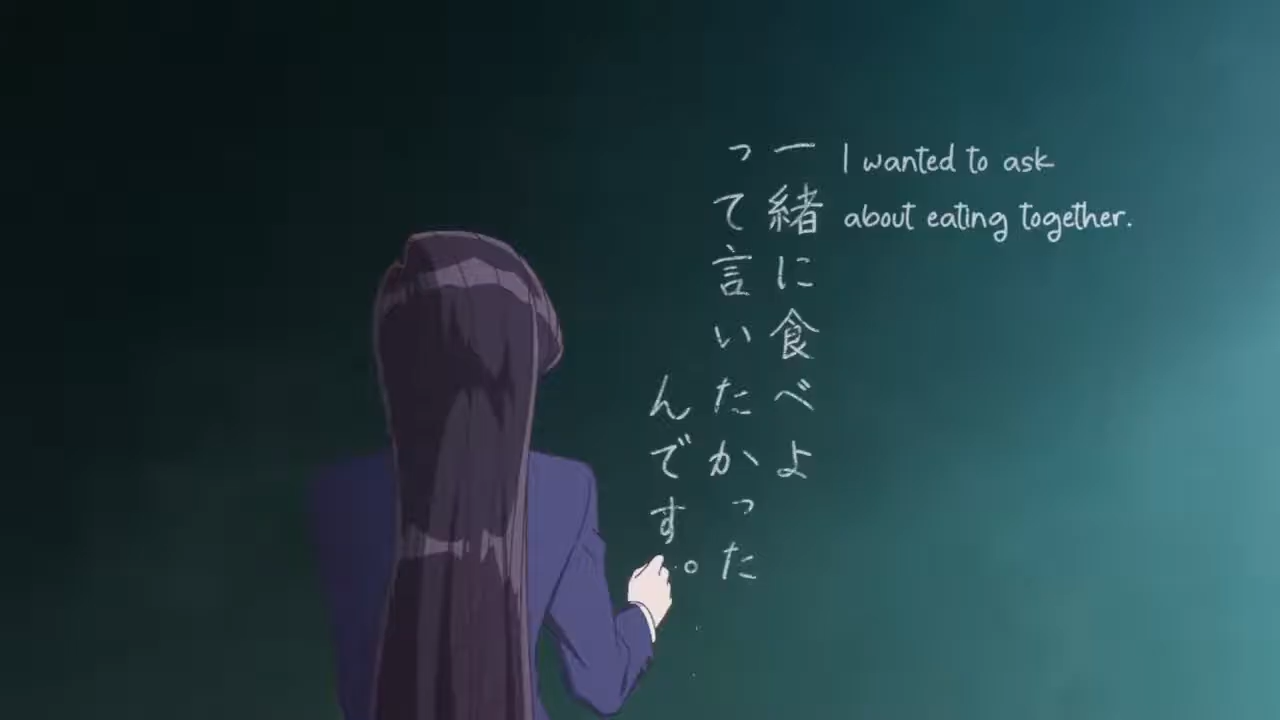 一緒に食べよ
って言いたかった
んです。
I wanted to ask
about eating together.